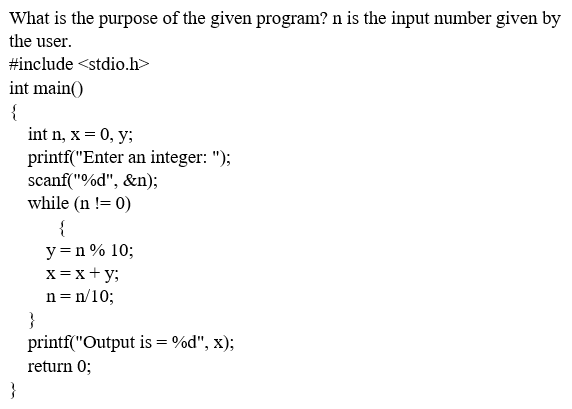 What is the purpose of the given program? n is the input number given by
the user.
#include <stdio.h>
int main()
{
int n, x = 0, y;
printf("Enter an integer: ");
scanf("%d", &n);
while (n != 0)
{
y = n % 10;
x = x + y;
n = n/10;
}
printf("Output is = %d", x);
return 0;
}